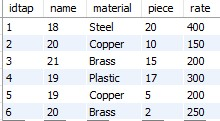 idtap name material piece rate
1 18 Steel 20 400
2 20 Copper 10 150
3 21 Brass 15 200
4 19 Plastic 17 300
5 19 Copper 5 200
6 20 Brass 2 250